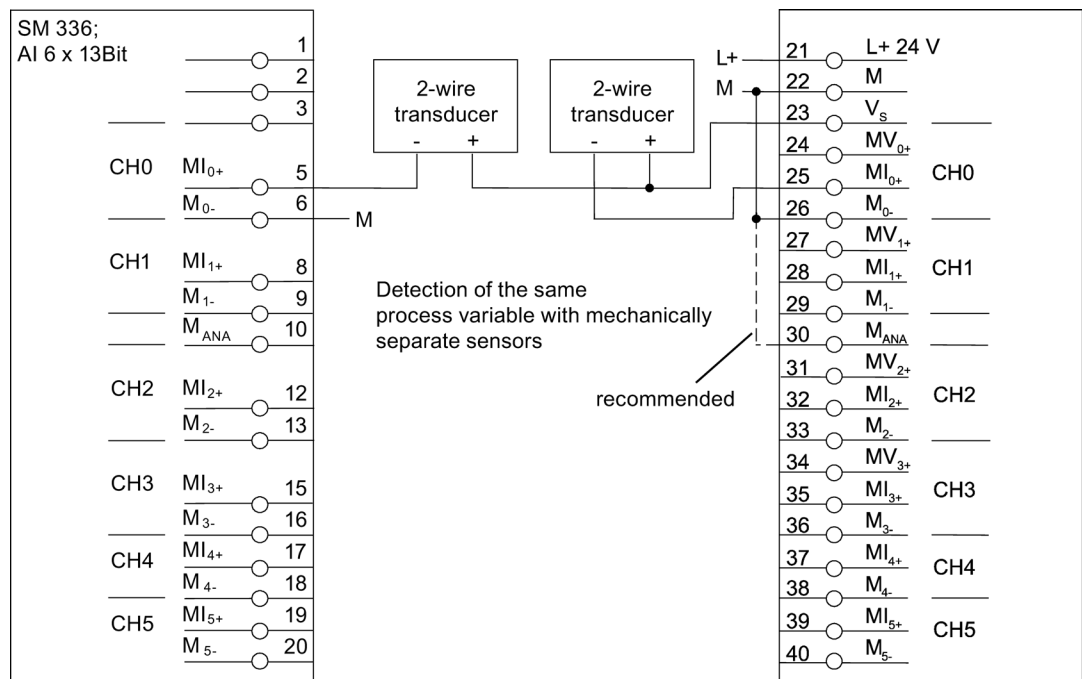 SM 336;
AI 6 x 13Bit
1
2
3
CH0
MI0+
5
M0-
6
CH1
MI1+
8
M1-
9
MANA
10
CH2
MI2+
12
M2-
13
CH3
MI3+
15
M3-
16
CH4
MI4+
17
M4-
18
CH5
MI5+
19
M5-
20
2-wire
transducer
- +
2-wire
transducer
- +
M
Detection of the same
process variable with mechanically
separate sensors
recommended
L+
M
21 L+ 24 V
22 M
23 VS
24 MV0+
25 MI0+
CH0
26 M0-
27 MV1+
28 MI1+
CH1
29 M1-
30 MANA
31 MV2+
32 MI2+
CH2
33 M2-
34 MV3+
35 MI3+
CH3
36 M3-
37 MI4+
CH4
38 M4-
39 MI5+
CH5
40 M5-